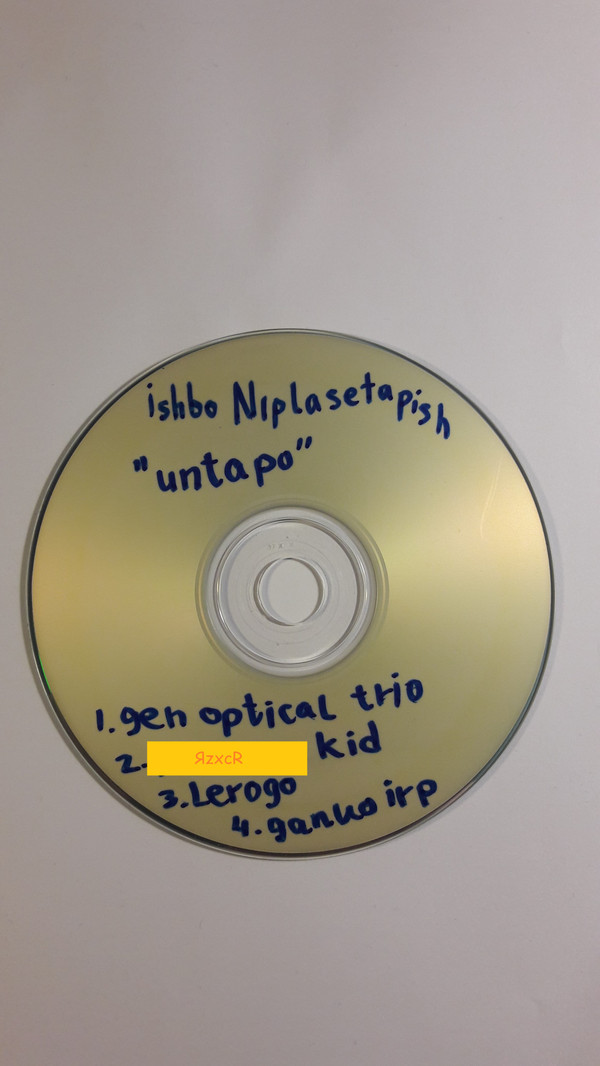 ishbo Niplasetapish
"untapo"
1. gen optical trio
2. ЯzxcR kid
3. Lerogo
4. ganuo irp